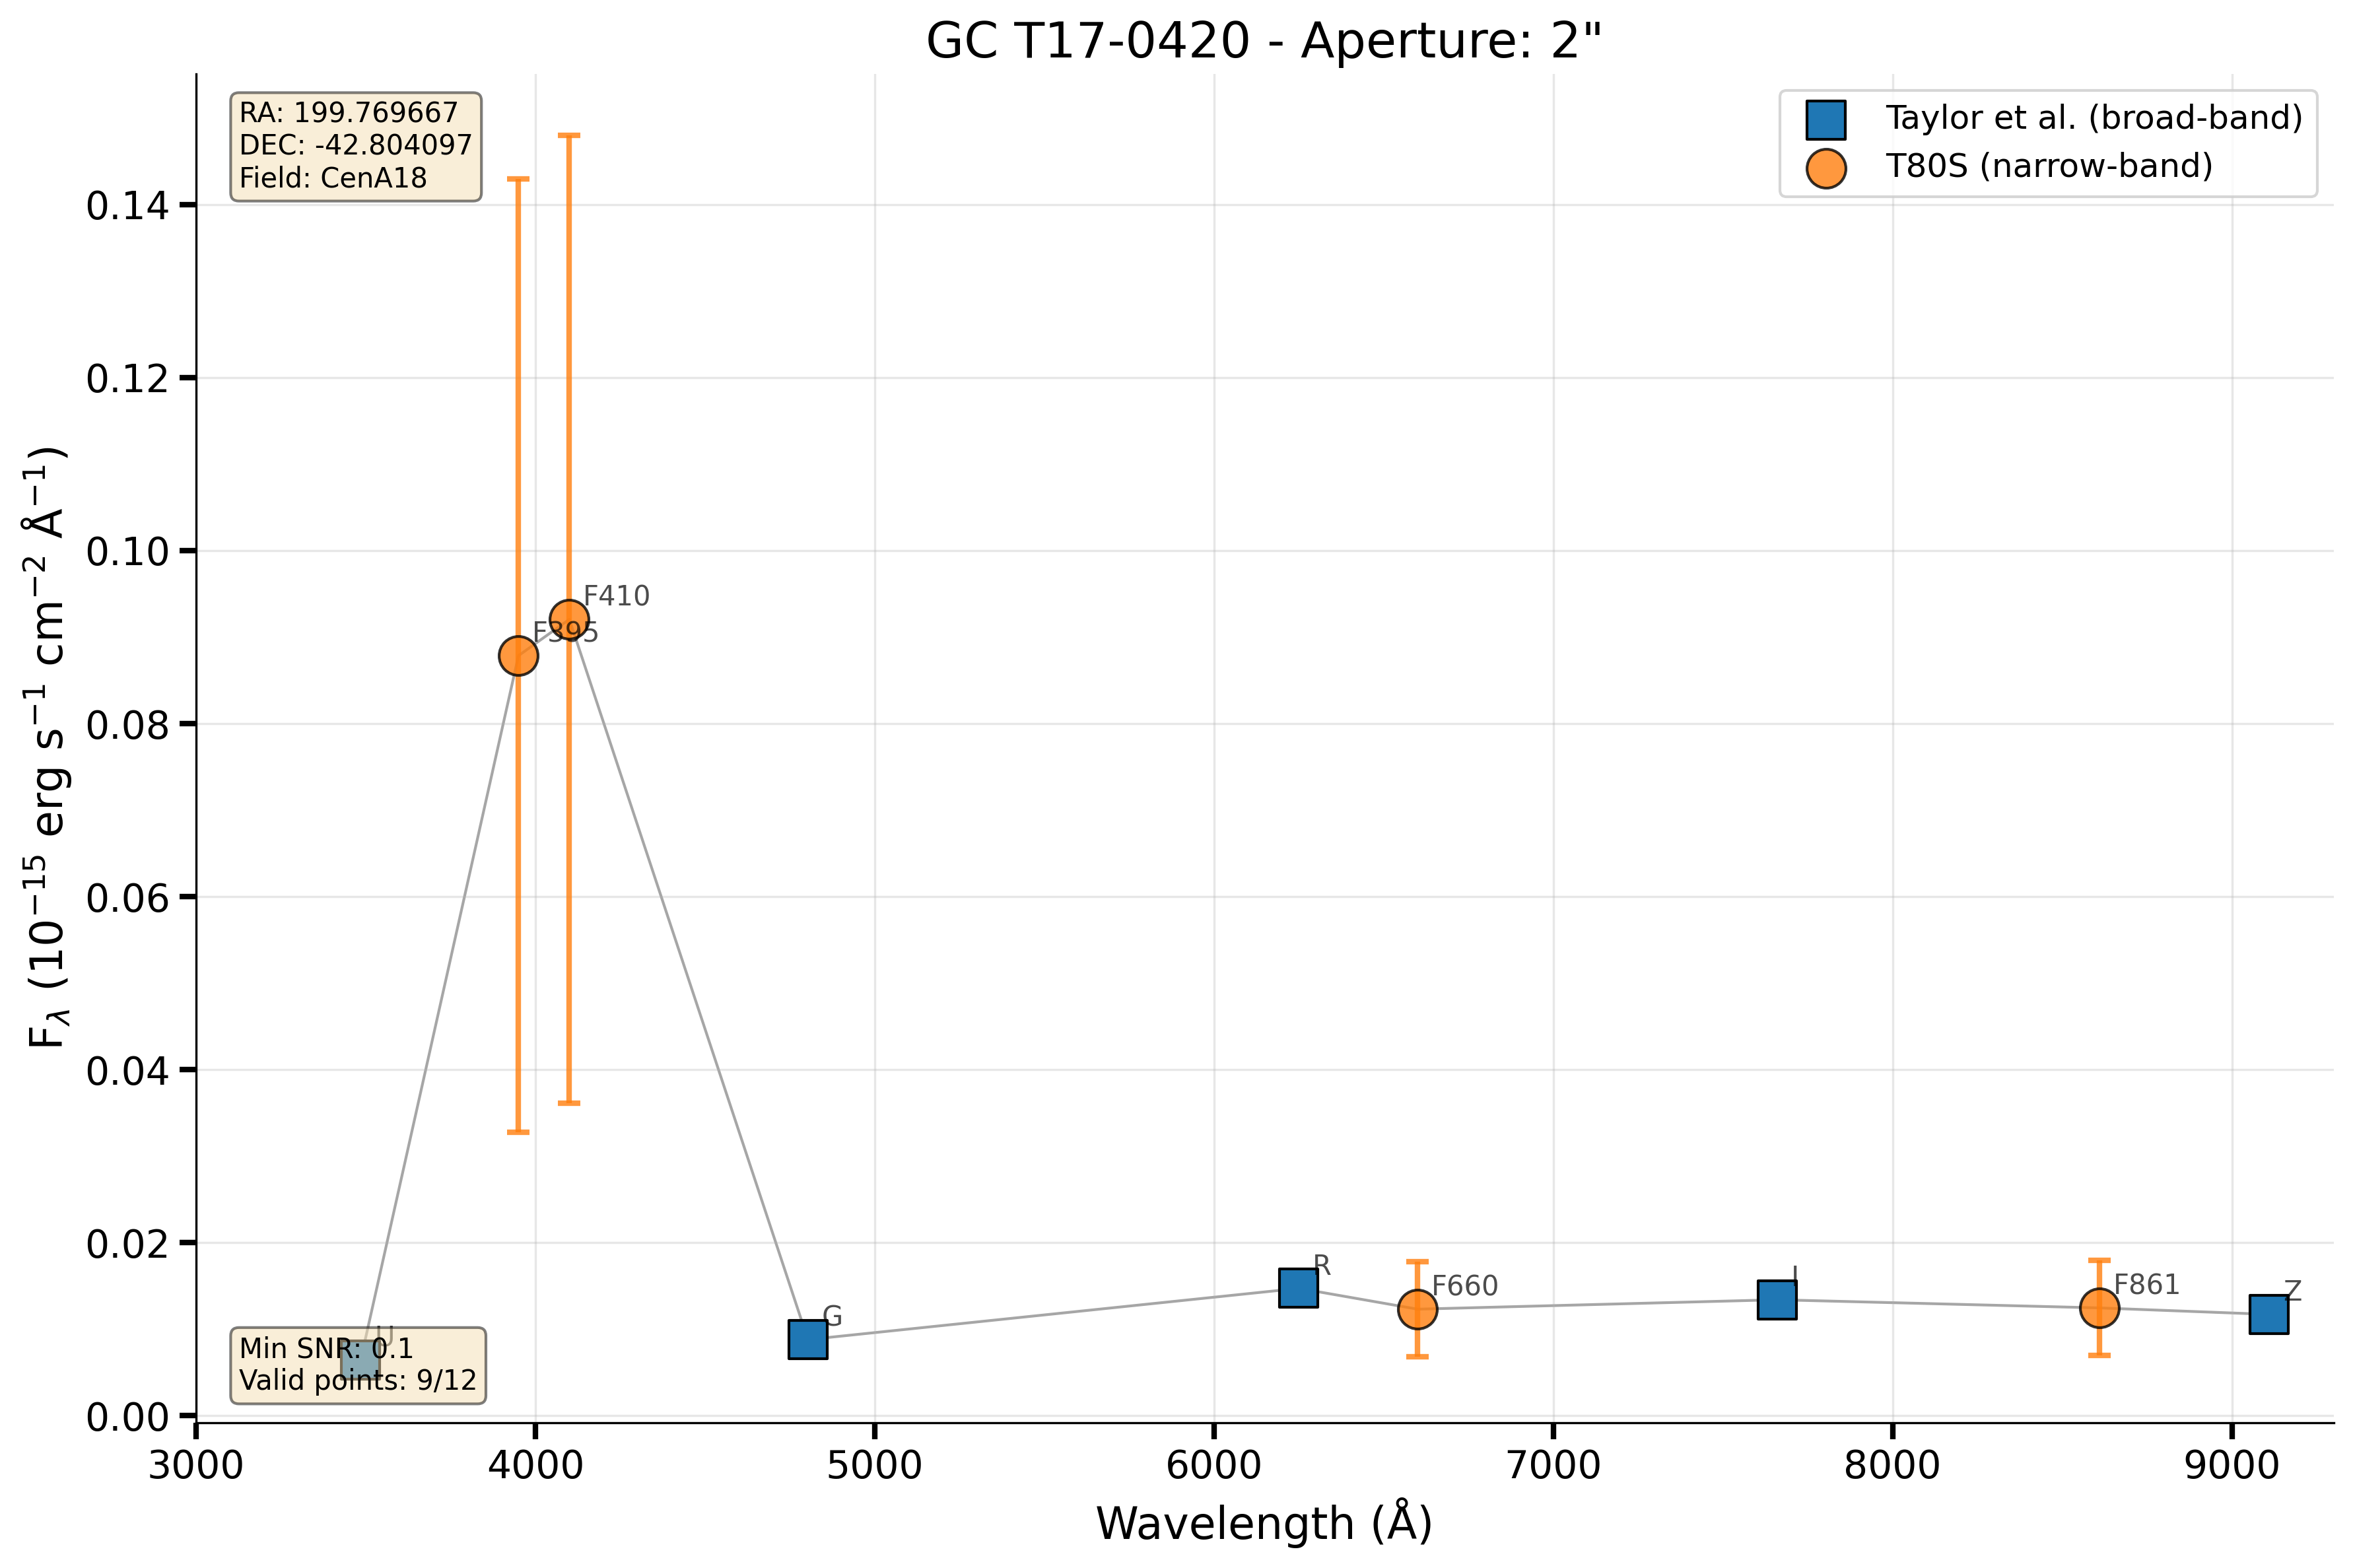 GC T17-0420 - Aperture: 2"
RA: 199.769667
DEC: -42.804097
Field: CenA18
Taylor et al. (broad-band)
T80S (narrow-band)
0.14
0.12
0.10
0.08
0.06
0.04
0.02
0.00
F_λ (10⁻¹⁵ erg s⁻¹ cm⁻² Å⁻¹)
F410
F395
U
G
R
F660
I
F861
Z
Min SNR: 0.1
Valid points: 9/12
3000 4000 5000 6000 7000 8000 9000
Wavelength (Å)